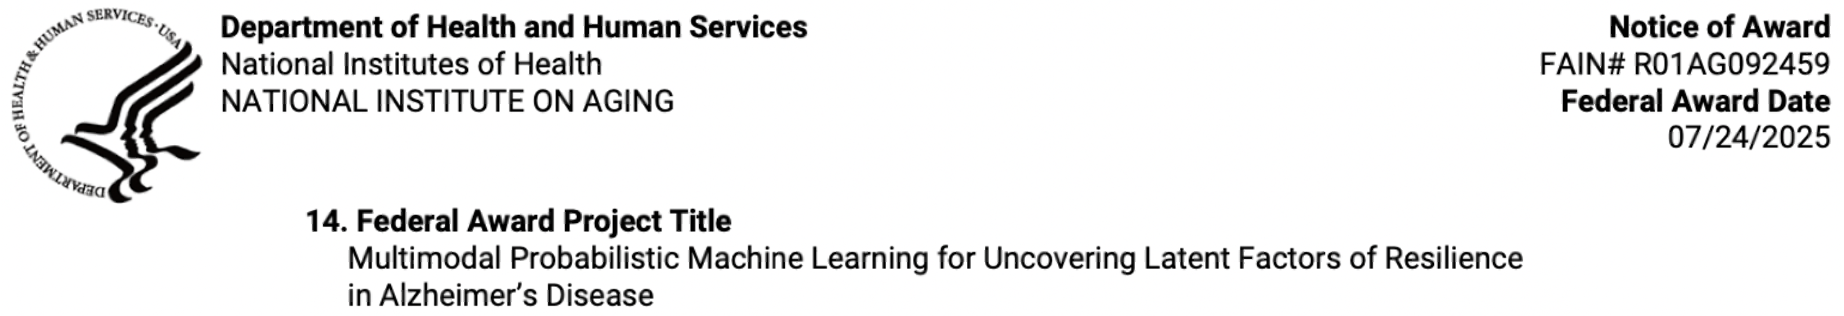 DEPARTMENT OF HEALTH & HUMAN SERVICES · USA
Department of Health and Human Services
National Institutes of Health
NATIONAL INSTITUTE ON AGING
Notice of Award
FAIN# R01AG092459
Federal Award Date
07/24/2025
14. Federal Award Project Title
Multimodal Probabilistic Machine Learning for Uncovering Latent Factors of Resilience
in Alzheimer’s Disease